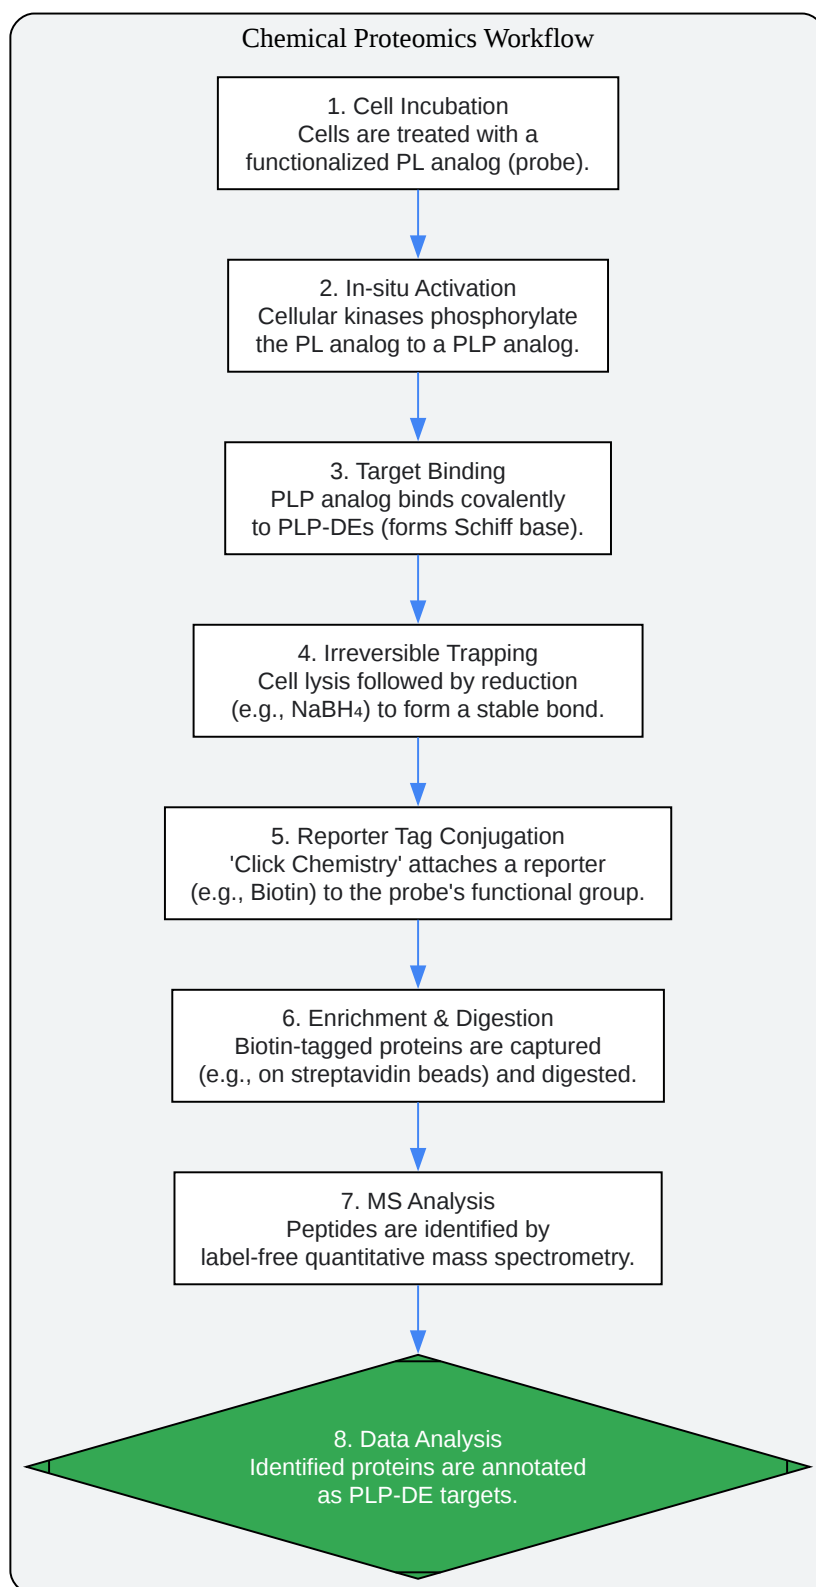 Chemical Proteomics Workflow
1. Cell Incubation
Cells are treated with a
functionalized PL analog (probe).
2. In-situ Activation
Cellular kinases phosphorylate
the PL analog to a PLP analog.
3. Target Binding
PLP analog binds covalently
to PLP-DEs (forms Schiff base).
4. Irreversible Trapping
Cell lysis followed by reduction
(e.g., NaBH₄) to form a stable bond.
5. Reporter Tag Conjugation
'Click Chemistry' attaches a reporter
(e.g., Biotin) to the probe's functional group.
6. Enrichment & Digestion
Biotin-tagged proteins are captured
(e.g., on streptavidin beads) and digested.
7. MS Analysis
Peptides are identified by
label-free quantitative mass spectrometry.
8. Data Analysis
Identified proteins are annotated
as PLP-DE targets.